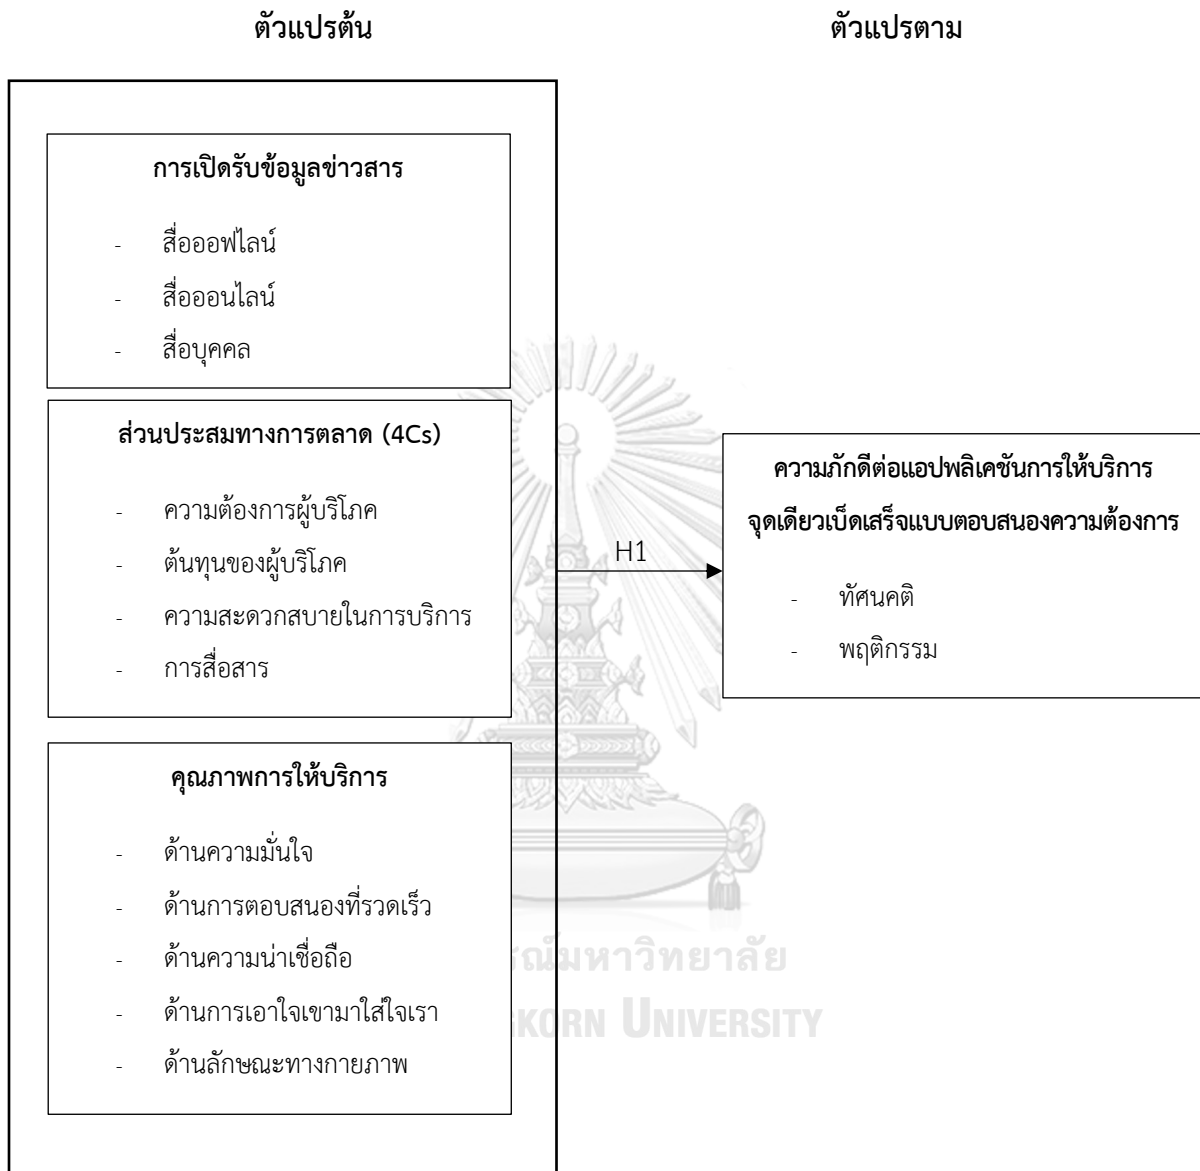 ตัวแปรต้น
ตัวแปรตาม
การเปิดรับข้อมูลข่าวสาร
- สื่อออฟไลน์
- สื่อออนไลน์
- สื่อบุคคล
ส่วนประสมทางการตลาด (4Cs)
- ความต้องการผู้บริโภค
- ต้นทุนของผู้บริโภค
- ความสะดวกสบายในการบริการ
- การสื่อสาร
คุณภาพการให้บริการ
- ด้านความมั่นใจ
- ด้านการตอบสนองที่รวดเร็ว
- ด้านความน่าเชื่อถือ
- ด้านการเอาใจเขามาใส่ใจเรา
- ด้านลักษณะทางกายภาพ
H1
ความภักดีต่อแอปพลิเคชันการให้บริการ
จุดเดียวเบ็ดเสร็จแบบตอบสนองความต้องการ
- ทัศนคติ
- พฤติกรรม
รณ์มหาวิทยาลัย
GKORN UNIVERSITY